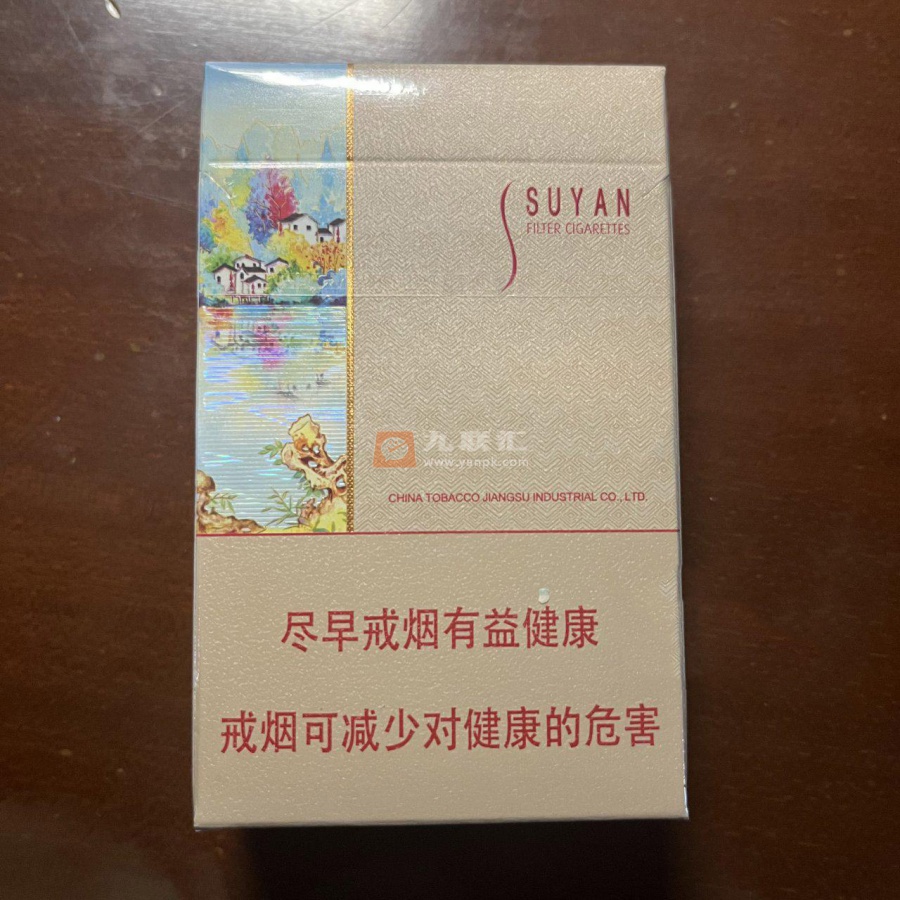 SUYAN
FILTER CIGARETTES
九联汇
www.yanpk.com
CHINA TOBACCO JIANGSU INDUSTRIAL CO., LTD.
尽早戒烟有益健康
戒烟可减少对健康的危害